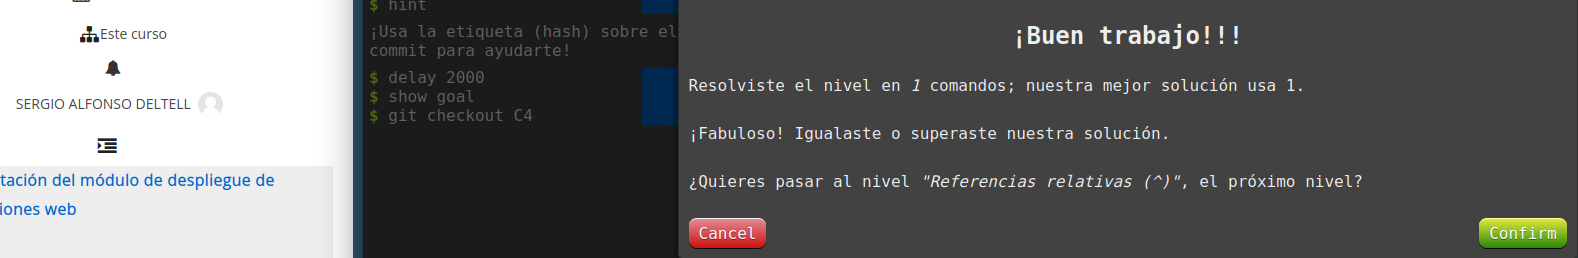 Este curso
SERGIO ALFONSO DELTELL
tación del módulo de despliegue de
iones web
$ hint
¡Usa la etiqueta (hash) sobre el
commit para ayudarte!
$ delay 2000
$ show goal
$ git checkout C4
¡Buen trabajo!!!
Resolviste el nivel en 1 comandos; nuestra mejor solución usa 1.
¡Fabuloso! Igualaste o superaste nuestra solución.
¿Quieres pasar al nivel "Referencias relativas (^)", el próximo nivel?
Cancel
Confirm